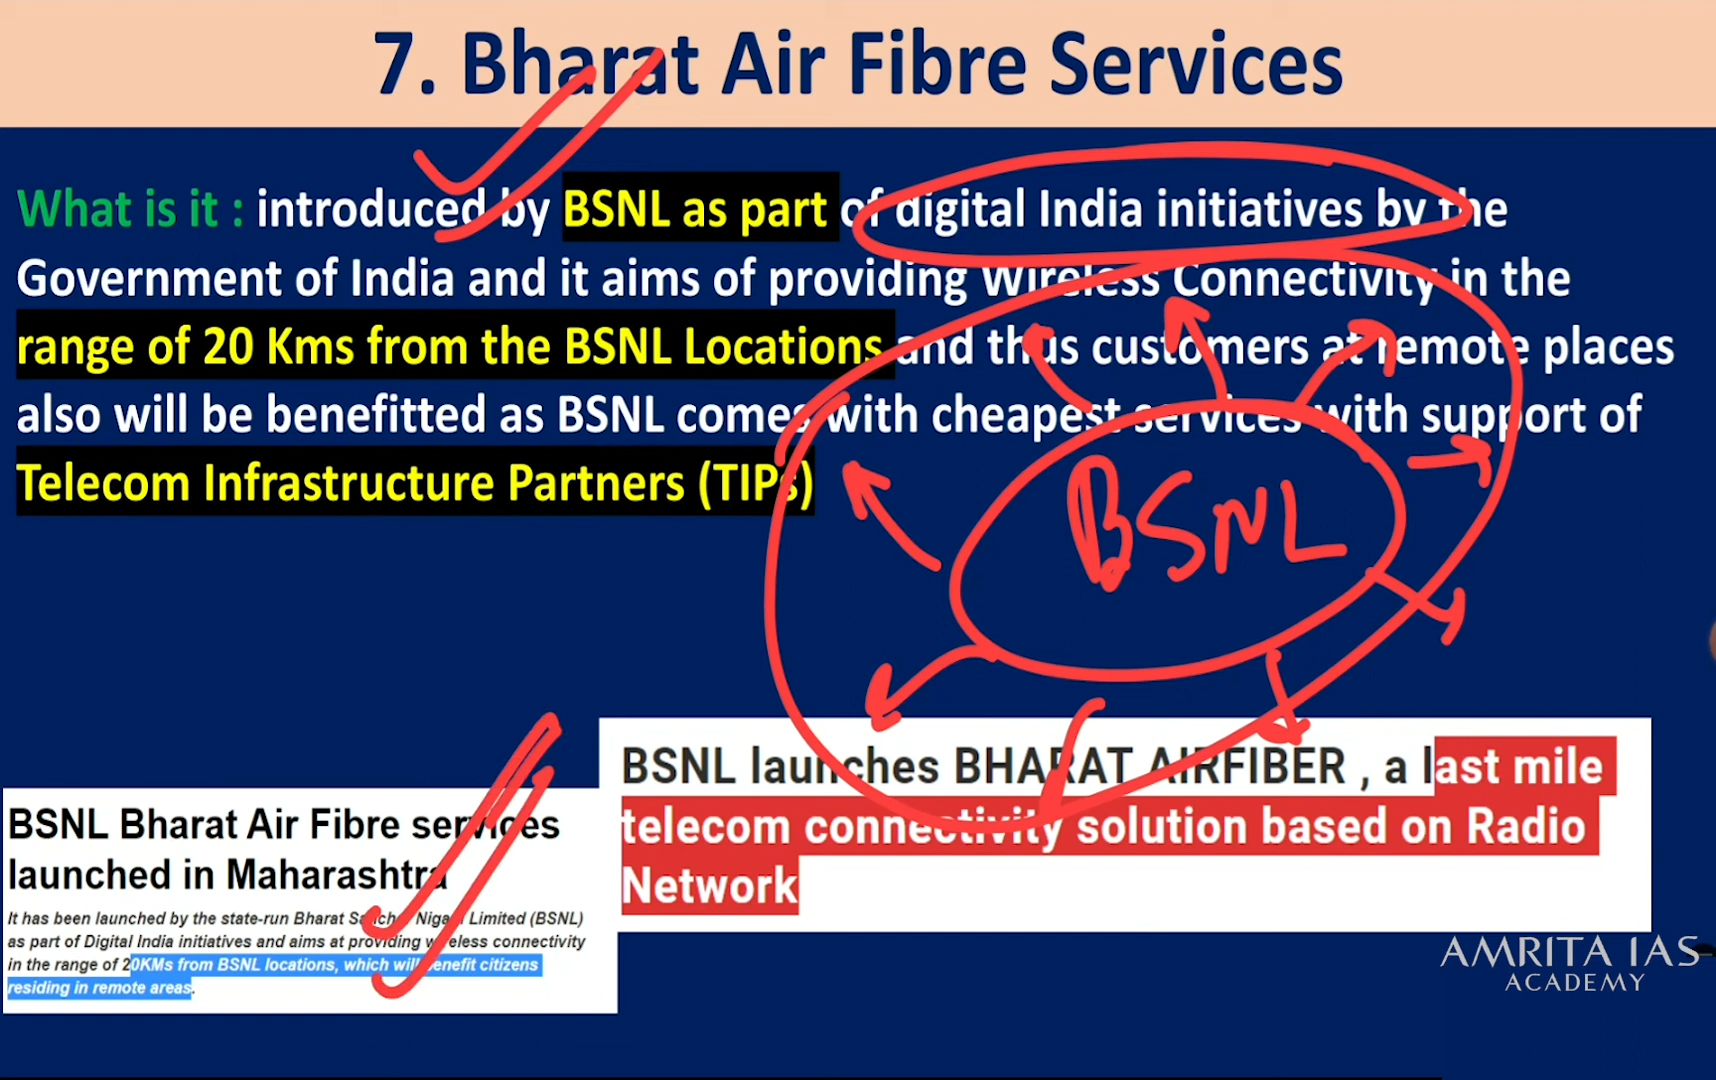 7. Bharat Air Fibre Services
What is it : introduced by BSNL as part of digital India initiatives by the
Government of India and it aims of providing Wireless Connectivity in the
range of 20 Kms from the BSNL Locations and thus customers at remote places
also will be benefitted as BSNL comes with cheapest services with support of
Telecom Infrastructure Partners (TIPs)
BSNL
BSNL launches BHARAT AIRFIBER , a last mile
telecom connectivity solution based on Radio
Network
BSNL Bharat Air Fibre services
launched in Maharashtra
It has been launched by the state-run Bharat Sanchar Nigam Limited (BSNL)
as part of Digital India initiatives and aims at providing wireless connectivity
in the range of 20KMs from BSNL locations, which will benefit citizens
residing in remote areas.
AMRITA IAS
ACADEMY